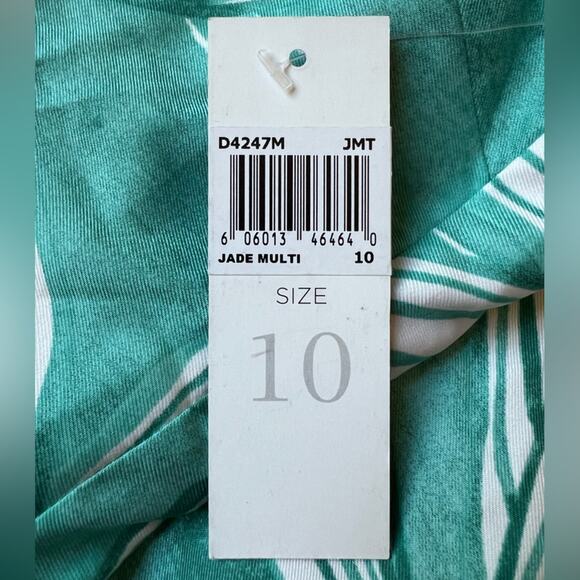 D4247M JMT
6 06013 46464 0
JADE MULTI 10
SIZE
10